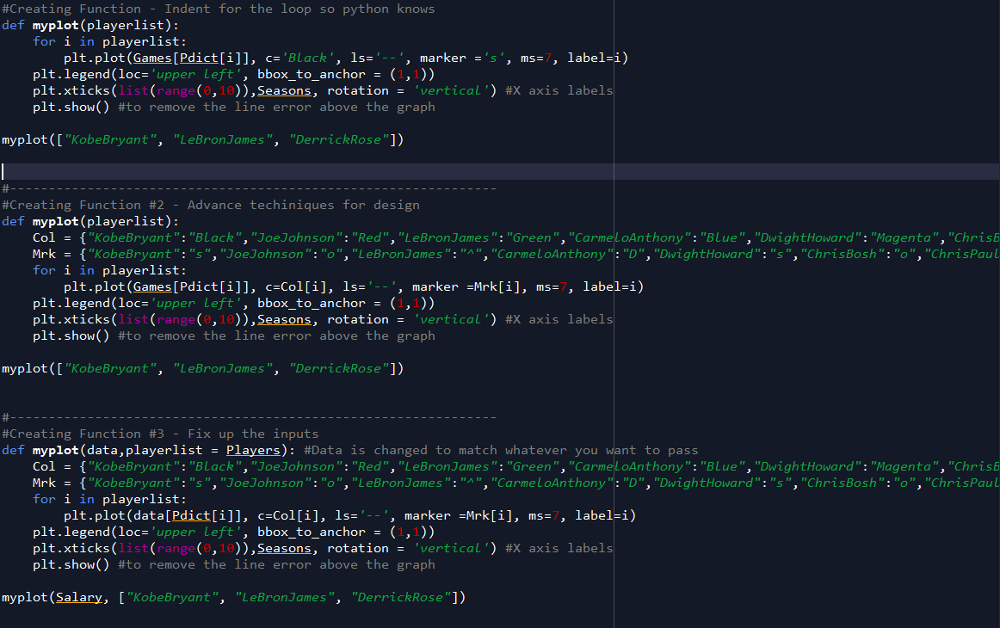 #Creating Function - Indent for the loop so python knows
def myplot(playerlist):
    for i in playerlist:
        plt.plot(Games[Pdict[i]], c='Black', ls='--', marker ='s', ms=7, label=i)
    plt.legend(loc='upper left', bbox_to_anchor = (1,1))
    plt.xticks(list(range(0,10)),Seasons, rotation = 'vertical') #X axis labels
    plt.show() #to remove the line error above the graph
myplot(["KobeBryant", "LeBronJames", "DerrickRose"])
#---------------------------------------------------------------
#Creating Function #2 - Advance techiniques for design
def myplot(playerlist):
    Col = {"KobeBryant":"Black","JoeJohnson":"Red","LeBronJames":"Green","CarmeloAnthony":"Blue","DwightHoward":"Magenta","ChrisB
    Mrk = {"KobeBryant":"s","JoeJohnson":"o","LeBronJames":"^","CarmeloAnthony":"D","DwightHoward":"s","ChrisBosh":"o","ChrisPaul
    for i in playerlist:
        plt.plot(Games[Pdict[i]], c=Col[i], ls='--', marker =Mrk[i], ms=7, label=i)
    plt.legend(loc='upper left', bbox_to_anchor = (1,1))
    plt.xticks(list(range(0,10)),Seasons, rotation = 'vertical') #X axis labels
    plt.show() #to remove the line error above the graph
myplot(["KobeBryant", "LeBronJames", "DerrickRose"])
#---------------------------------------------------------------
#Creating Function #3 - Fix up the inputs
def myplot(data,playerlist = Players): #Data is changed to match whatever you want to pass
    Col = {"KobeBryant":"Black","JoeJohnson":"Red","LeBronJames":"Green","CarmeloAnthony":"Blue","DwightHoward":"Magenta","ChrisB
    Mrk = {"KobeBryant":"s","JoeJohnson":"o","LeBronJames":"^","CarmeloAnthony":"D","DwightHoward":"s","ChrisBosh":"o","ChrisPaul
    for i in playerlist:
        plt.plot(data[Pdict[i]], c=Col[i], ls='--', marker =Mrk[i], ms=7, label=i)
    plt.legend(loc='upper left', bbox_to_anchor = (1,1))
    plt.xticks(list(range(0,10)),Seasons, rotation = 'vertical') #X axis labels
    plt.show() #to remove the line error above the graph
myplot(Salary, ["KobeBryant", "LeBronJames", "DerrickRose"])